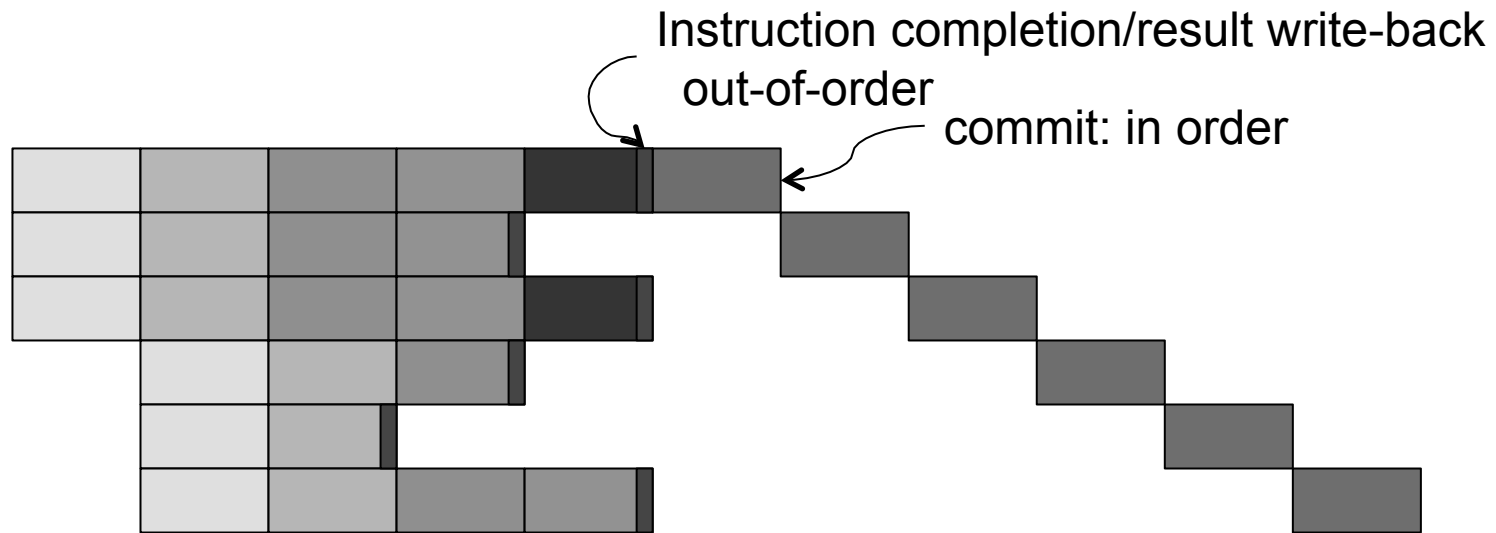 Instruction completion/result write-back
out-of-order
commit: in order